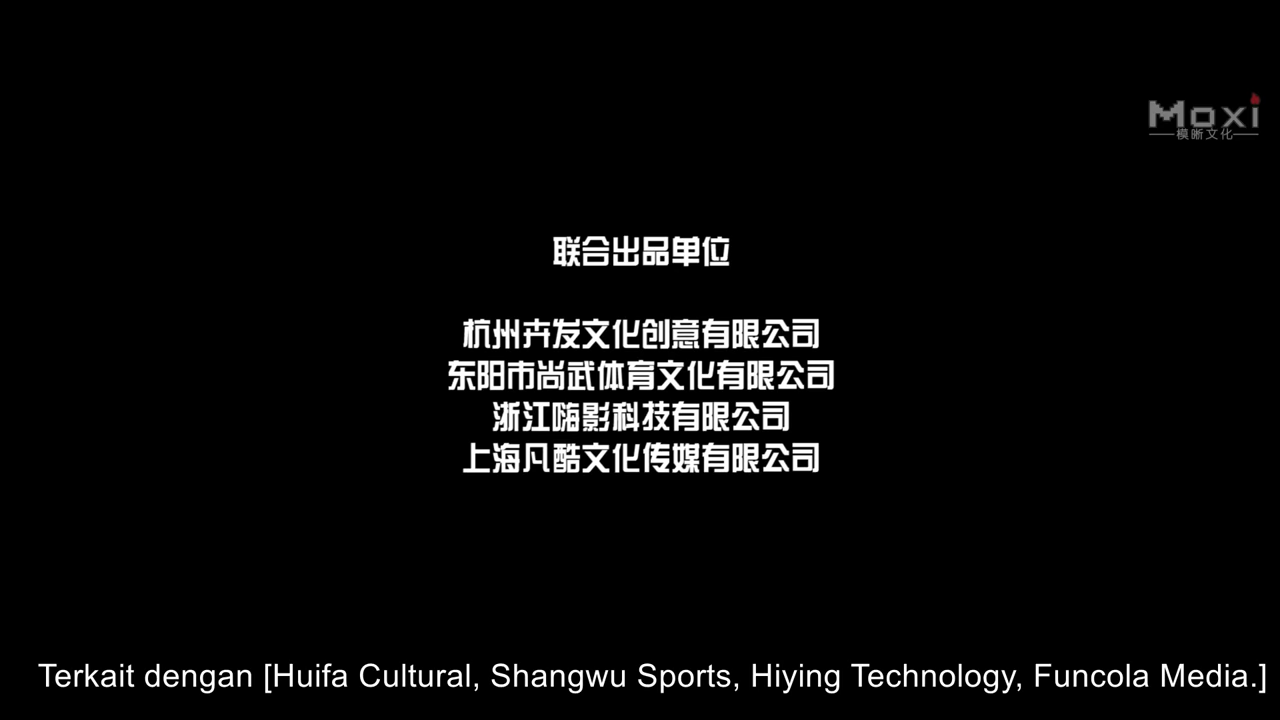 Moxi
模晰文化
联合出品单位
杭州卉发文化创意有限公司
东阳市尚武体育文化有限公司
浙江嗨影科技有限公司
上海凡酷文化传媒有限公司
Terkait dengan [Huifa Cultural, Shangwu Sports, Hiying Technology, Funcola Media.]